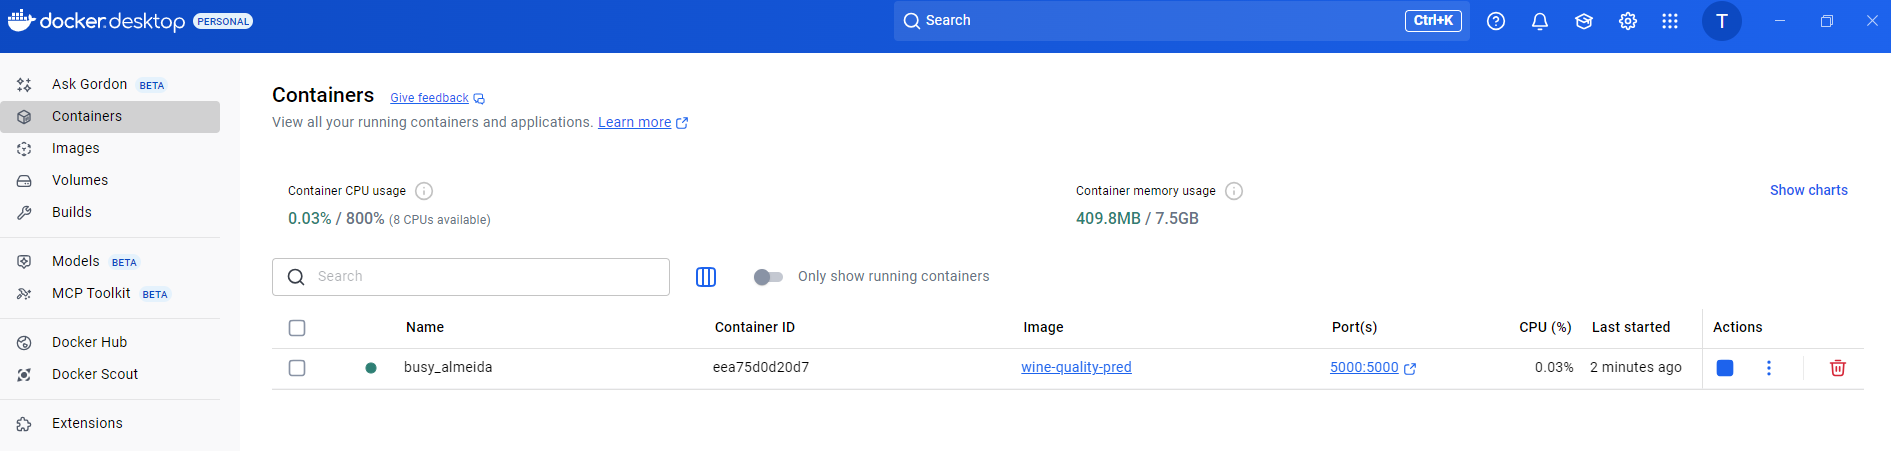 docker.desktop PERSONAL Search Ctrl+K T
Ask Gordon BETA
Containers
Images
Volumes
Builds
Models BETA
MCP Toolkit BETA
Docker Hub
Docker Scout
Extensions
Containers Give feedback
View all your running containers and applications. Learn more
Container CPU usage
0.03% / 800% (8 CPUs available)
Container memory usage
409.8MB / 7.5GB
Show charts
Search Only show running containers
Name Container ID Image Port(s) CPU (%) Last started Actions
busy_almeida eea75d0d20d7 wine-quality-pred 5000:5000 0.03% 2 minutes ago